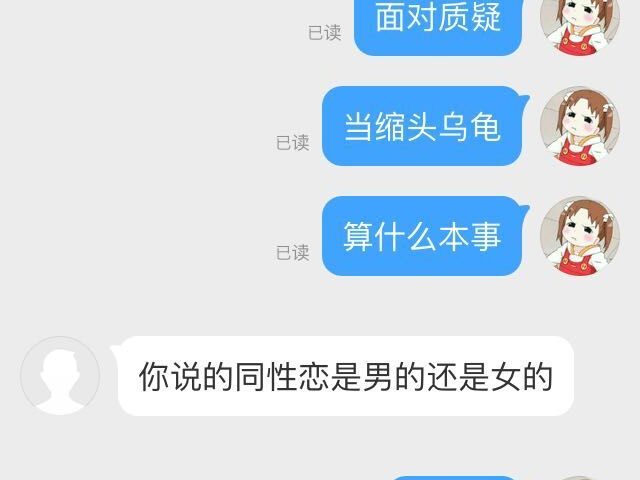 面对质疑
已读
当缩头乌龟
已读
算什么本事
已读
你说的同性恋是男的还是女的